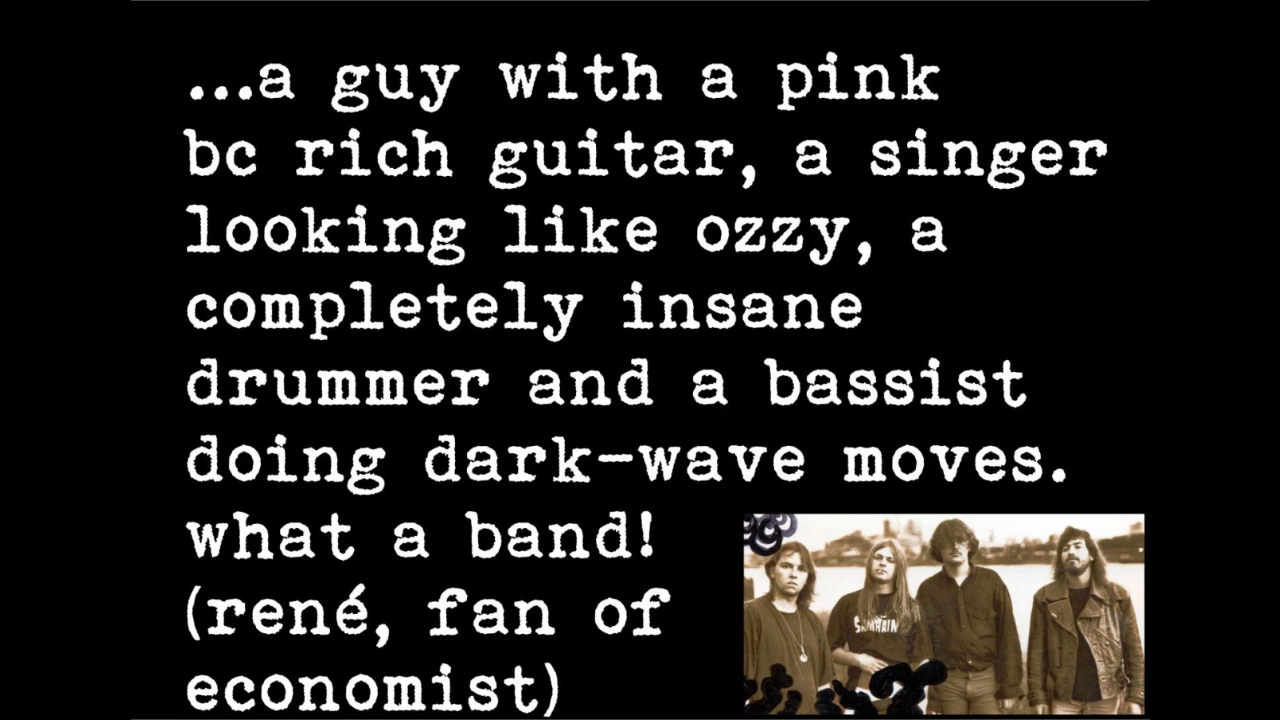 ...a guy with a pink
bc rich guitar, a singer
looking like ozzy, a
completely insane
drummer and a bassist
doing dark-wave moves.
what a band!
(rené, fan of
economist)
SAMHAIN